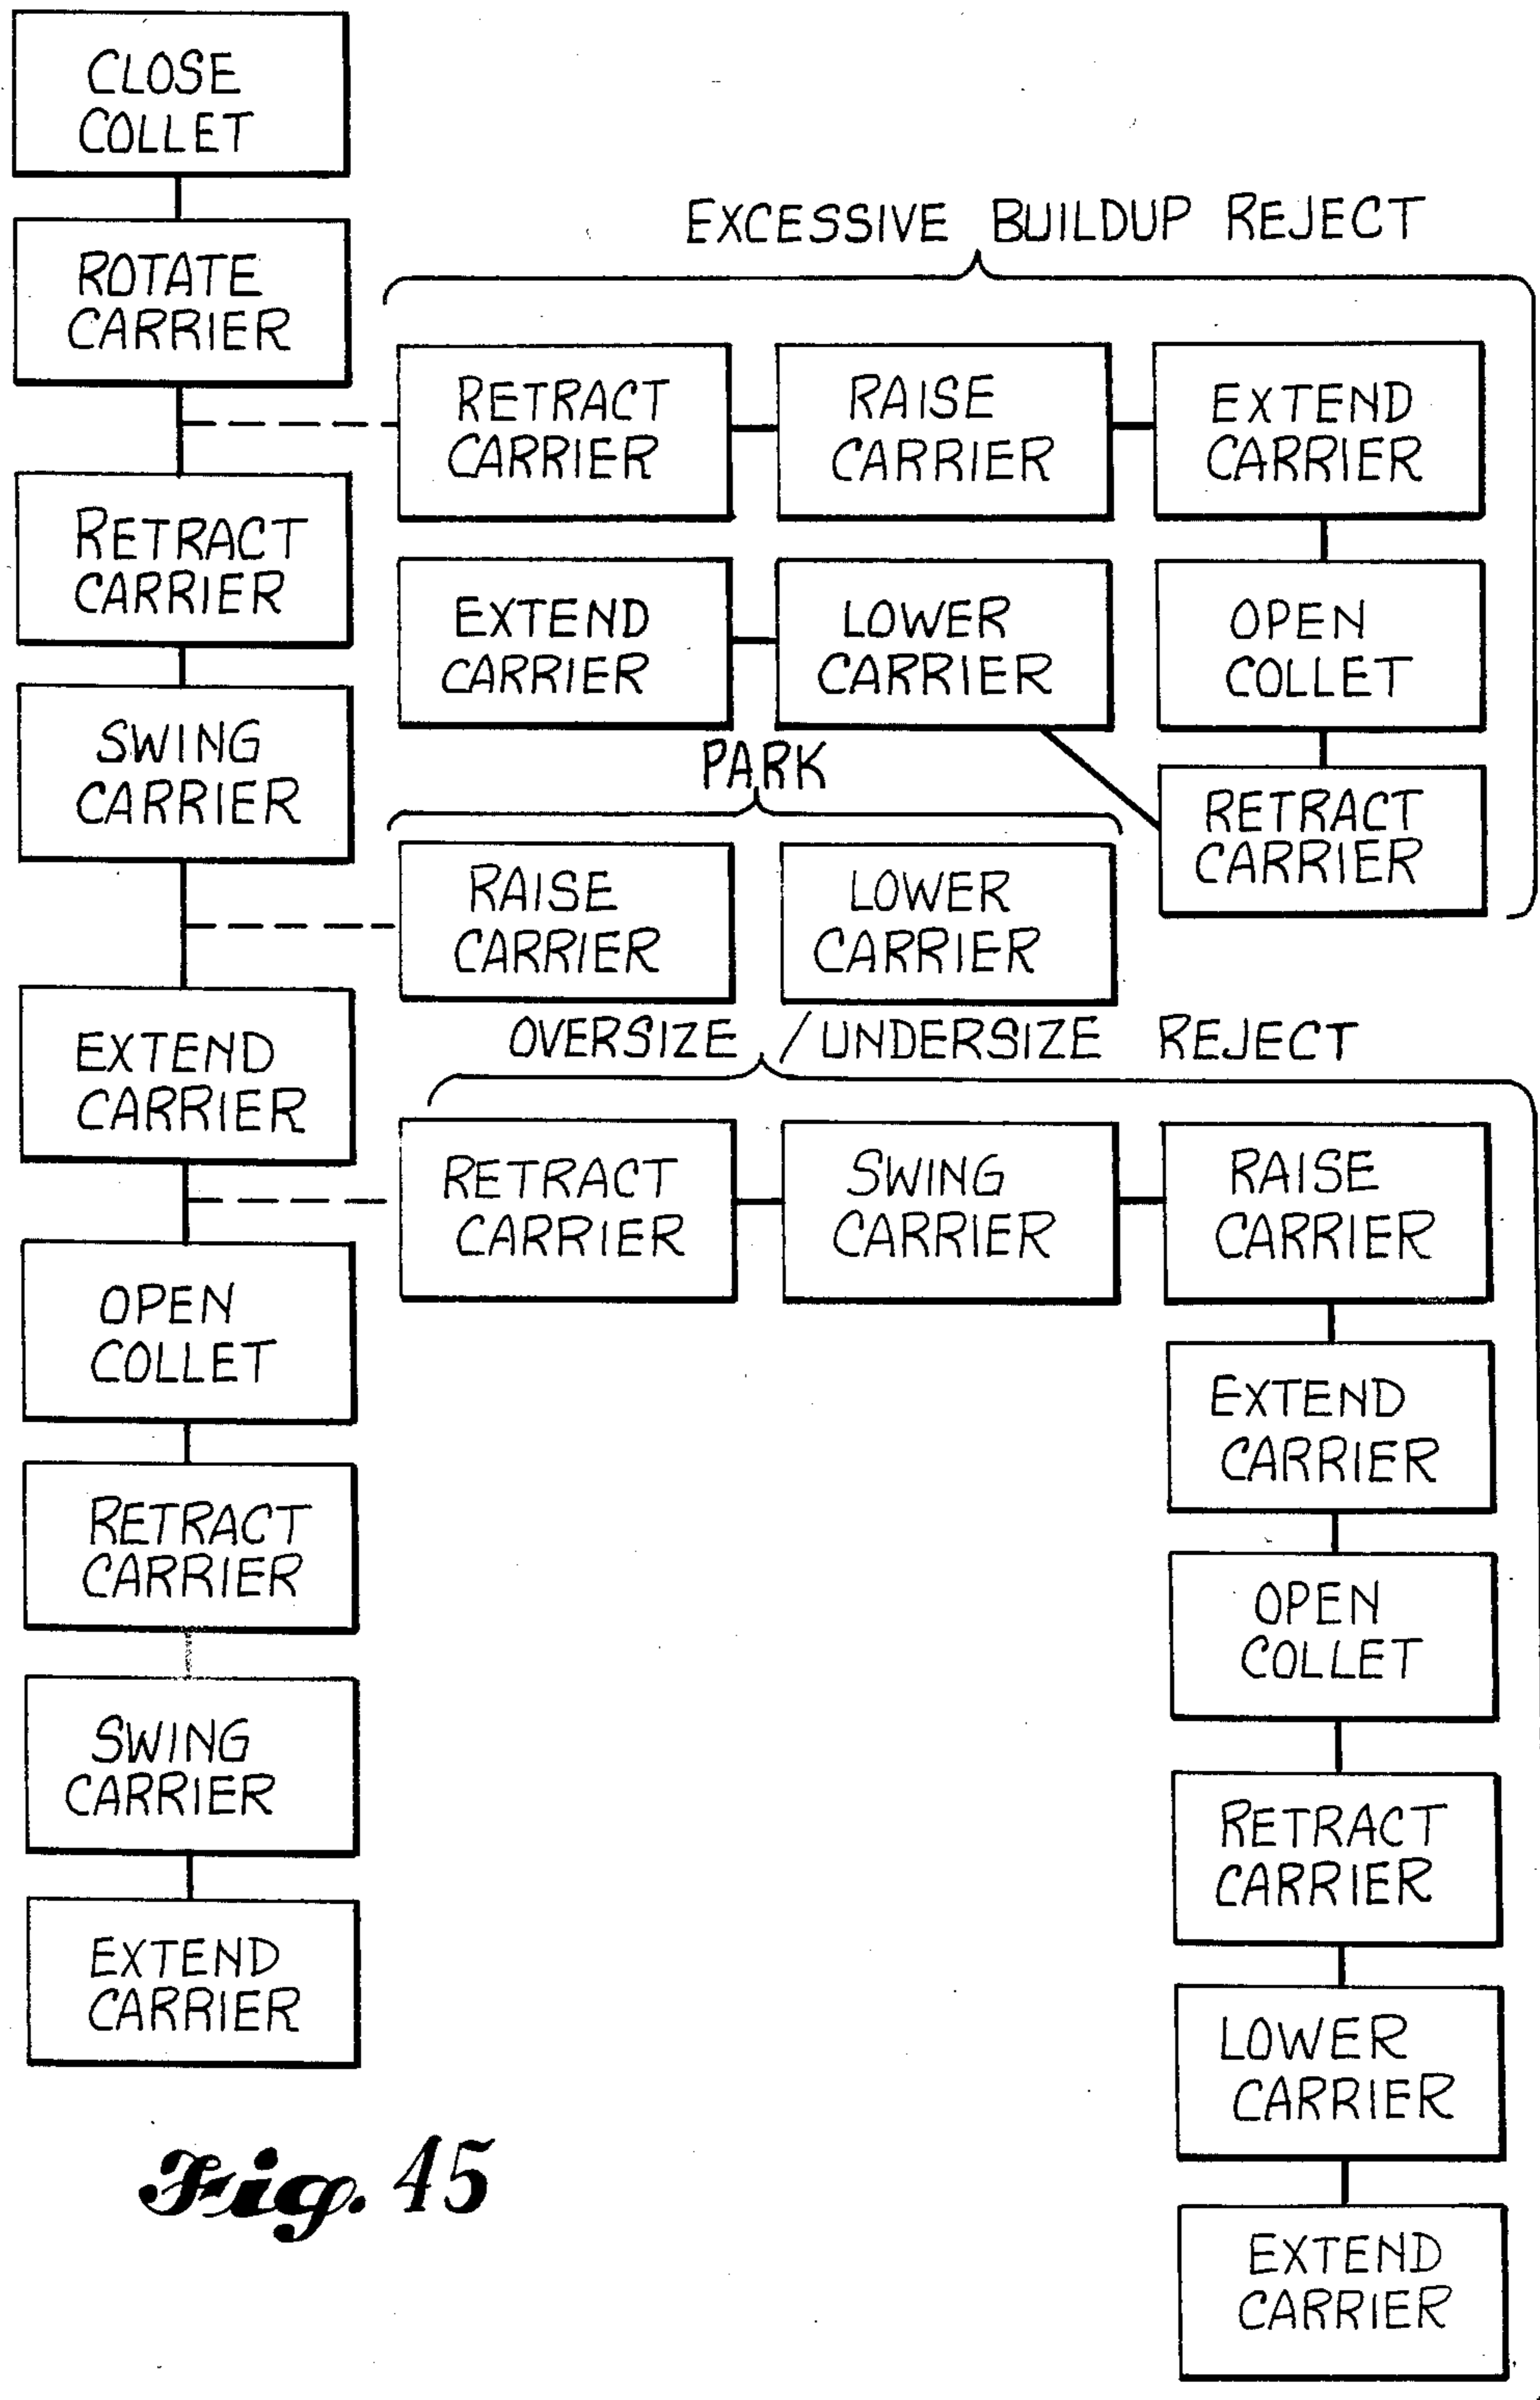 CLOSE
COLLET
ROTATE
CARRIER
RETRACT
CARRIER
SWING
CARRIER
EXTEND
CARRIER
OPEN
COLLET
RETRACT
CARRIER
SWING
CARRIER
EXTEND
CARRIER
EXCESSIVE BUILDUP REJECT
RETRACT
CARRIER
RAISE
CARRIER
EXTEND
CARRIER
OPEN
COLLET
RETRACT
CARRIER
LOWER
CARRIER
EXTEND
CARRIER
PARK
RAISE
CARRIER
LOWER
CARRIER
OVERSIZE / UNDERSIZE REJECT
RETRACT
CARRIER
SWING
CARRIER
RAISE
CARRIER
EXTEND
CARRIER
OPEN
COLLET
RETRACT
CARRIER
LOWER
CARRIER
EXTEND
CARRIER
Fig. 45